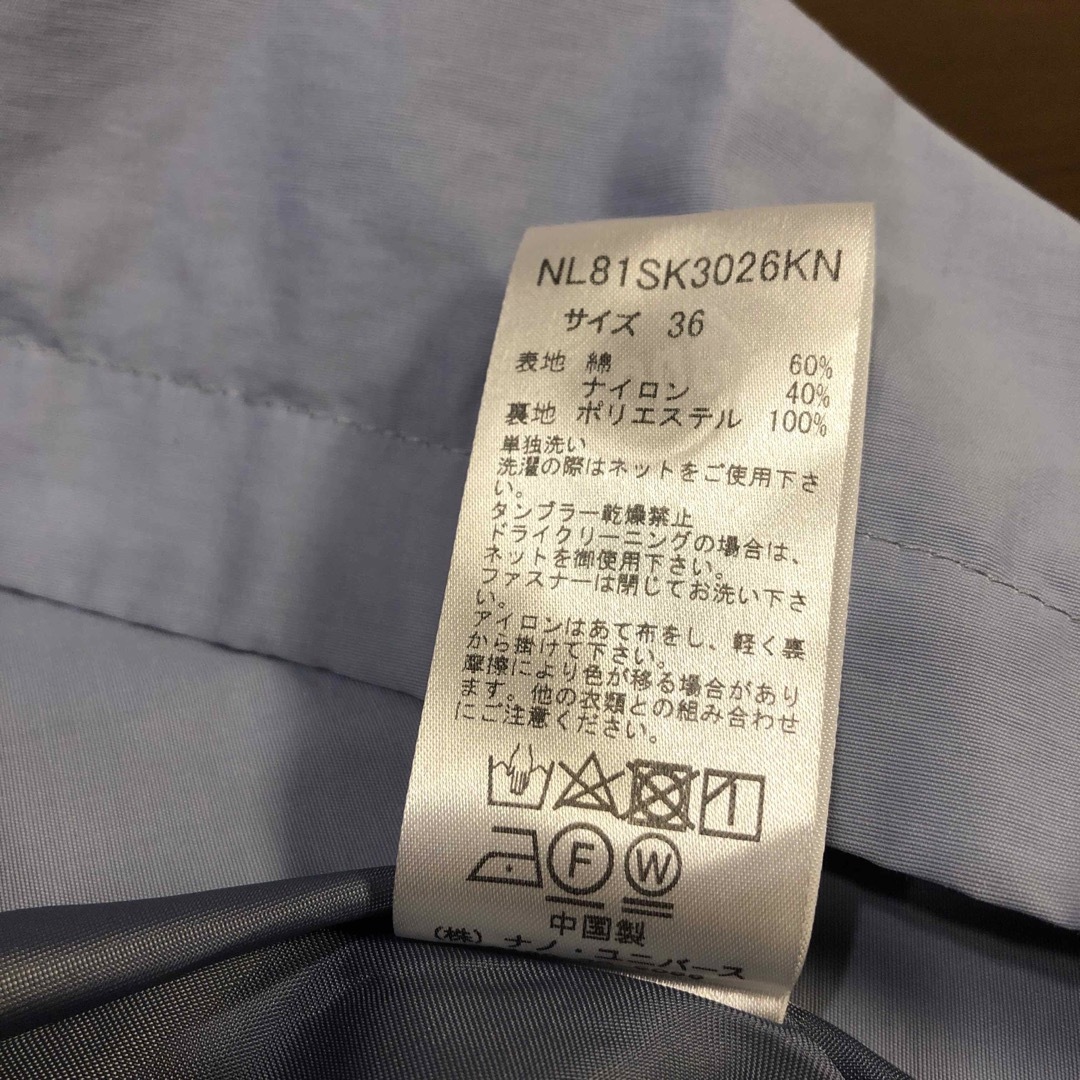 NL81SK3026KN
サイズ 36
表地 綿 60%
ナイロン 40%
裏地 ポリエステル 100%
単独洗い
洗濯の際はネットをご使用下さ
い。
タンブラー乾燥禁止
ドライクリーニングの場合は、
ネットを御使用下さい。
ファスナーは閉じてお洗い下さ
い。
アイロンはあて布をし、軽く裏
から掛けて下さい。
摩擦により色が移る場合があり
ます。他の衣類との組み合わせ
にご注意ください。
F W
中国製
(株) ナノ・ユニバース